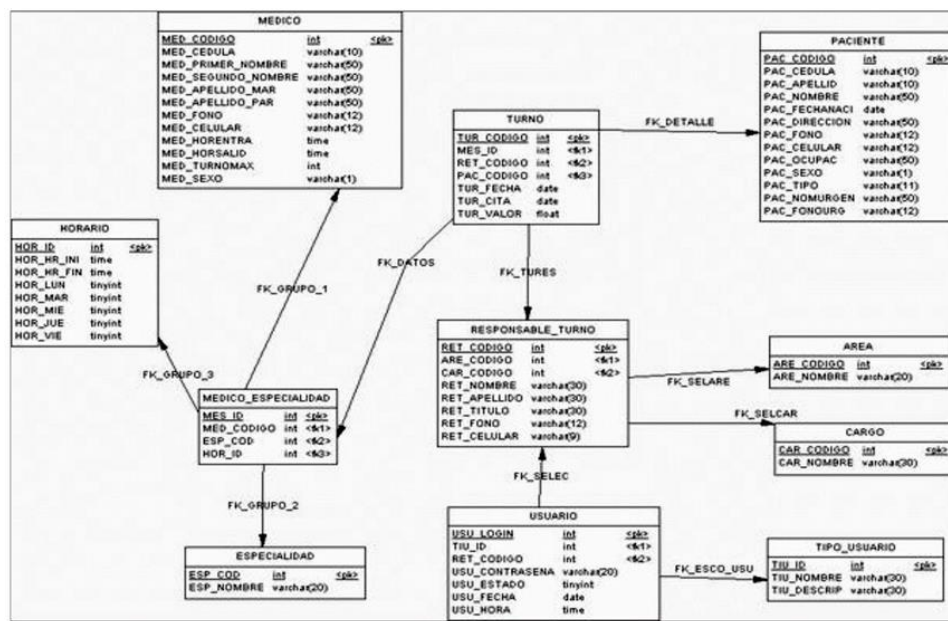 MEDICO
MED_CODIGO int <pk>
MED_CEDULA varchar(10)
MED_PRIMER_NOMBRE varchar(50)
MED_SEGUNDO_NOMBRE varchar(50)
MED_APELLIDO_MAR varchar(50)
MED_APELLIDO_PAR varchar(50)
MED_FONO varchar(12)
MED_CELULAR varchar(12)
MED_HORENTRA time
MED_HORSALID time
MED_TURNOMAX int
MED_SEXO varchar(1)
PACIENTE
PAC_CODIGO int <pk>
PAC_CEDULA varchar(10)
PAC_APELLID varchar(10)
PAC_NOMBRE varchar(50)
PAC_FECHANACI date
PAC_DIRECCION varchar(50)
PAC_FONO varchar(12)
PAC_CELULAR varchar(12)
PAC_OCUPAC varchar(50)
PAC_SEXO varchar(1)
PAC_TIPO varchar(11)
PAC_NOMURGEN varchar(50)
PAC_FONOURG varchar(12)
TURNO
TUR_CODIGO int <pk>
MES_ID int <fk1>
RET_CODIGO int <fk2>
PAC_CODIGO int <fk3>
TUR_FECHA date
TUR_CITA date
TUR_VALOR float
FK_DETALLE
FK_DATOS
FK_TURES
FK_GRUPO_1
HORARIO
HOR_ID int <pk>
HOR_HR_INI time
HOR_HR_FIN time
HOR_LUN tinyint
HOR_MAR tinyint
HOR_MIE tinyint
HOR_JUE tinyint
HOR_VIE tinyint
FK_GRUPO_3
MEDICO_ESPECIALIDAD
MES_ID int <pk>
MED_CODIGO int <fk1>
ESP_COD int <fk2>
HOR_ID int <fk3>
FK_GRUPO_2
ESPECIALIDAD
ESP_COD int <pk>
ESP_NOMBRE varchar(20)
RESPONSABLE_TURNO
RET_CODIGO int <pk>
ARE_CODIGO int <fk1>
CAR_CODIGO int <fk2>
RET_NOMBRE varchar(30)
RET_APELLIDO varchar(30)
RET_TITULO varchar(30)
RET_FONO varchar(12)
RET_CELULAR varchar(9)
FK_SELARE
AREA
ARE_CODIGO int <pk>
ARE_NOMBRE varchar(20)
FK_SELCAR
CARGO
CAR_CODIGO int <pk>
CAR_NOMBRE varchar(30)
FK_SELEC
USUARIO
USU_LOGIN int <pk>
TIU_ID int <fk1>
RET_CODIGO int <fk2>
USU_CONTRASENA varchar(20)
USU_ESTADO tinyint
USU_FECHA date
USU_HORA time
FK_ESCO_USU
TIPO_USUARIO
TIU_ID int <pk>
TIU_NOMBRE varchar(30)
TIU_DESCRIP varchar(30)